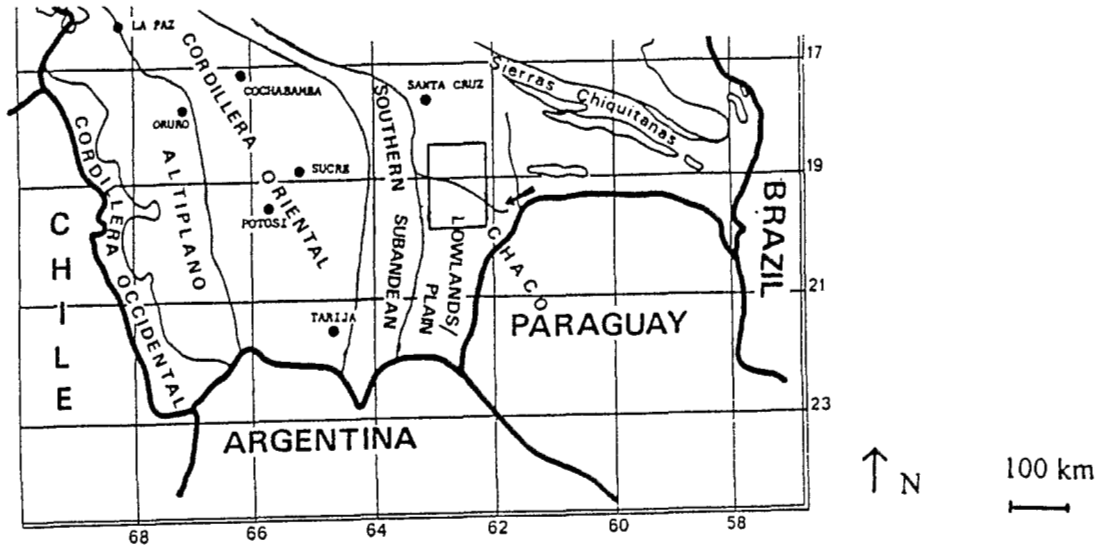 LA PAZ
17
CORDILLERA ORIENTAL
COCHABAMBA
SANTA CRUZ
Sierras Chiquitanas
ORURO
SOUTHERN SUBANDEAN
CORDILLERA OCCIDENTAL
ALTIPLANO
SUCRE
19
POTOSI
BRAZIL
CHILE
LOWLANDS/
PLAIN
CHACO
21
TARIJA
PARAGUAY
23
ARGENTINA
N
100 km
68
66
64
62
60
58